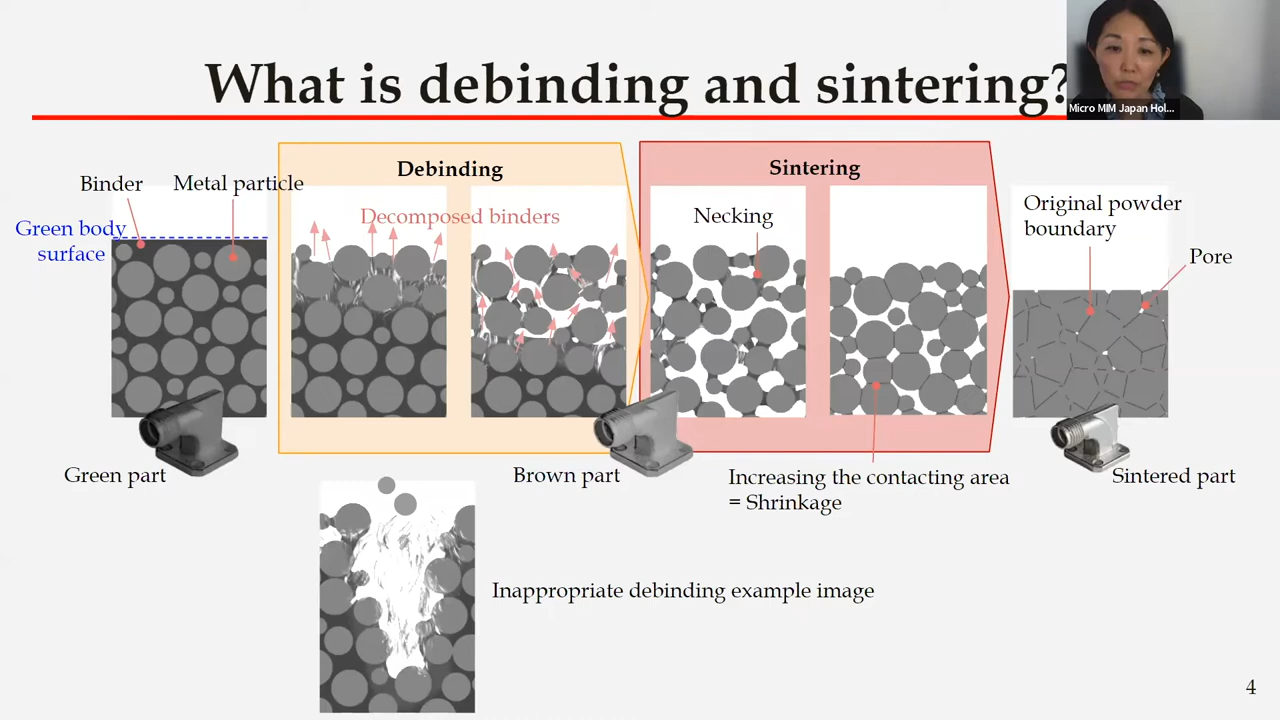 What is debinding and sintering?
Micro MIM Japan Hol...
Debinding
Sintering
Binder
Metal particle
Green body
surface
Decomposed binders
Necking
Original powder
boundary
Pore
Green part
Brown part
Increasing the contacting area
= Shrinkage
Sintered part
Inappropriate debinding example image
4